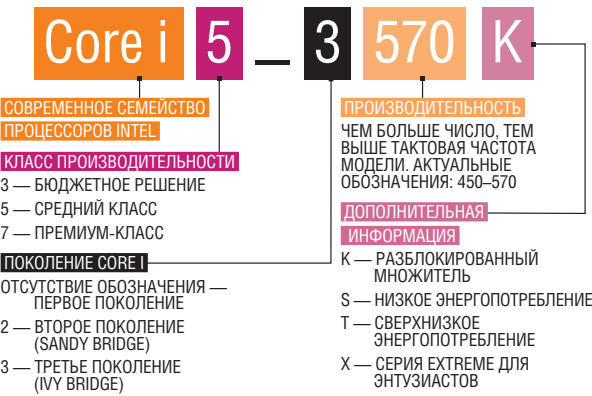 Core i 5 – 3 570 K
СОВРЕМЕННОЕ СЕМЕЙСТВО
ПРОЦЕССОРОВ INTEL
КЛАСС ПРОИЗВОДИТЕЛЬНОСТИ
3 — БЮДЖЕТНОЕ РЕШЕНИЕ
5 — СРЕДНИЙ КЛАСС
7 — ПРЕМИУМ-КЛАСС
ПОКОЛЕНИЕ CORE I
ОТСУТСТВИЕ ОБОЗНАЧЕНИЯ —
ПЕРВОЕ ПОКОЛЕНИЕ
2 — ВТОРОЕ ПОКОЛЕНИЕ
(SANDY BRIDGE)
3 — ТРЕТЬЕ ПОКОЛЕНИЕ
(IVY BRIDGE)
ПРОИЗВОДИТЕЛЬНОСТЬ
ЧЕМ БОЛЬШЕ ЧИСЛО, ТЕМ
ВЫШЕ ТАКТОВАЯ ЧАСТОТА
МОДЕЛИ. АКТУАЛЬНЫЕ
ОБОЗНАЧЕНИЯ: 450–570
ДОПОЛНИТЕЛЬНАЯ
ИНФОРМАЦИЯ
K — РАЗБЛОКИРОВАННЫЙ
МНОЖИТЕЛЬ
S — НИЗКОЕ ЭНЕРГОПОТРЕБЛЕНИЕ
T — СВЕРХНИЗКОЕ
ЭНЕРГОПОТРЕБЛЕНИЕ
X — СЕРИЯ EXTREME ДЛЯ
ЭНТУЗИАСТОВ